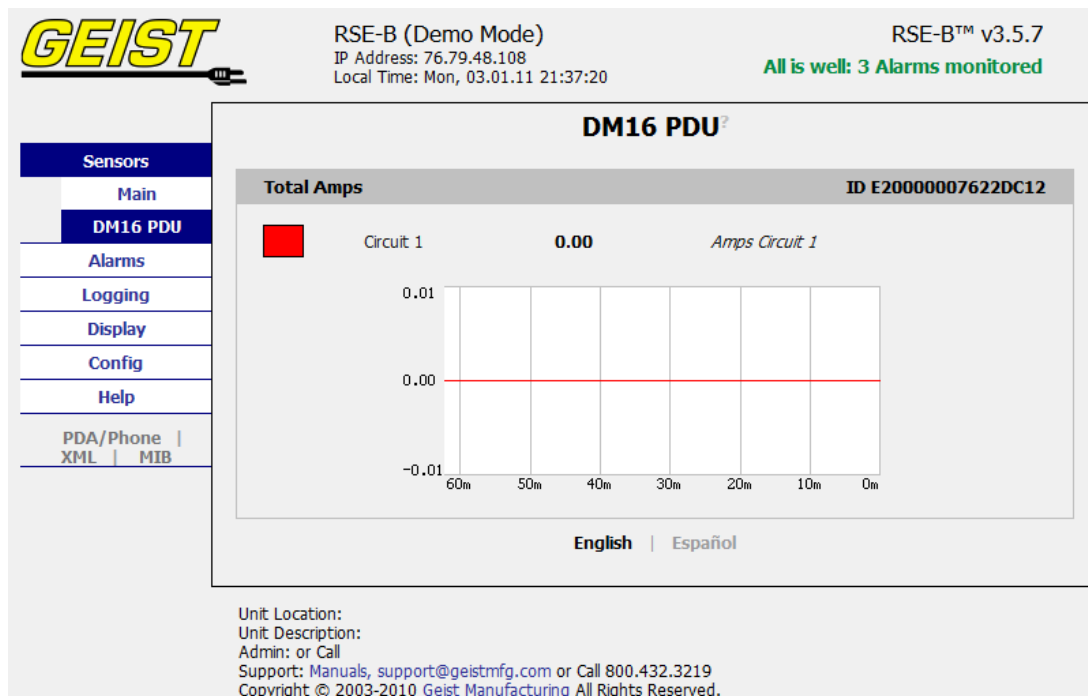 GEIST
RSE-B (Demo Mode)
IP Address: 76.79.48.108
Local Time: Mon, 03.01.11 21:37:20
RSE-B™ v3.5.7
All is well: 3 Alarms monitored
Sensors
Main
DM16 PDU
Alarms
Logging
Display
Config
Help
PDA/Phone |
XML | MIB
DM16 PDU?
Total Amps ID E20000007622DC12
Circuit 1 0.00 Amps Circuit 1
0.01
0.00
-0.01
60m 50m 40m 30m 20m 10m 0m
English | Español
Unit Location:
Unit Description:
Admin: or Call
Support: Manuals, support@geistmfg.com or Call 800.432.3219
Copyright © 2003-2010 Geist Manufacturing All Rights Reserved.